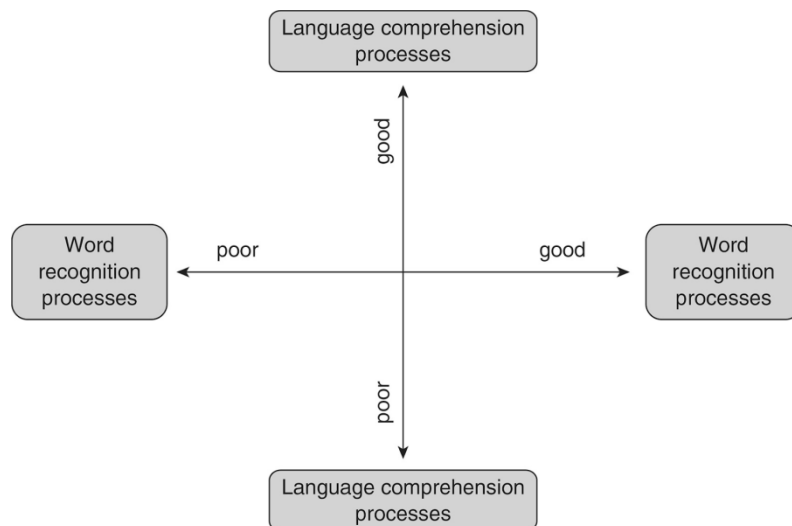 Language comprehension
processes
good
Word
recognition
processes
poor
good
Word
recognition
processes
poor
Language comprehension
processes